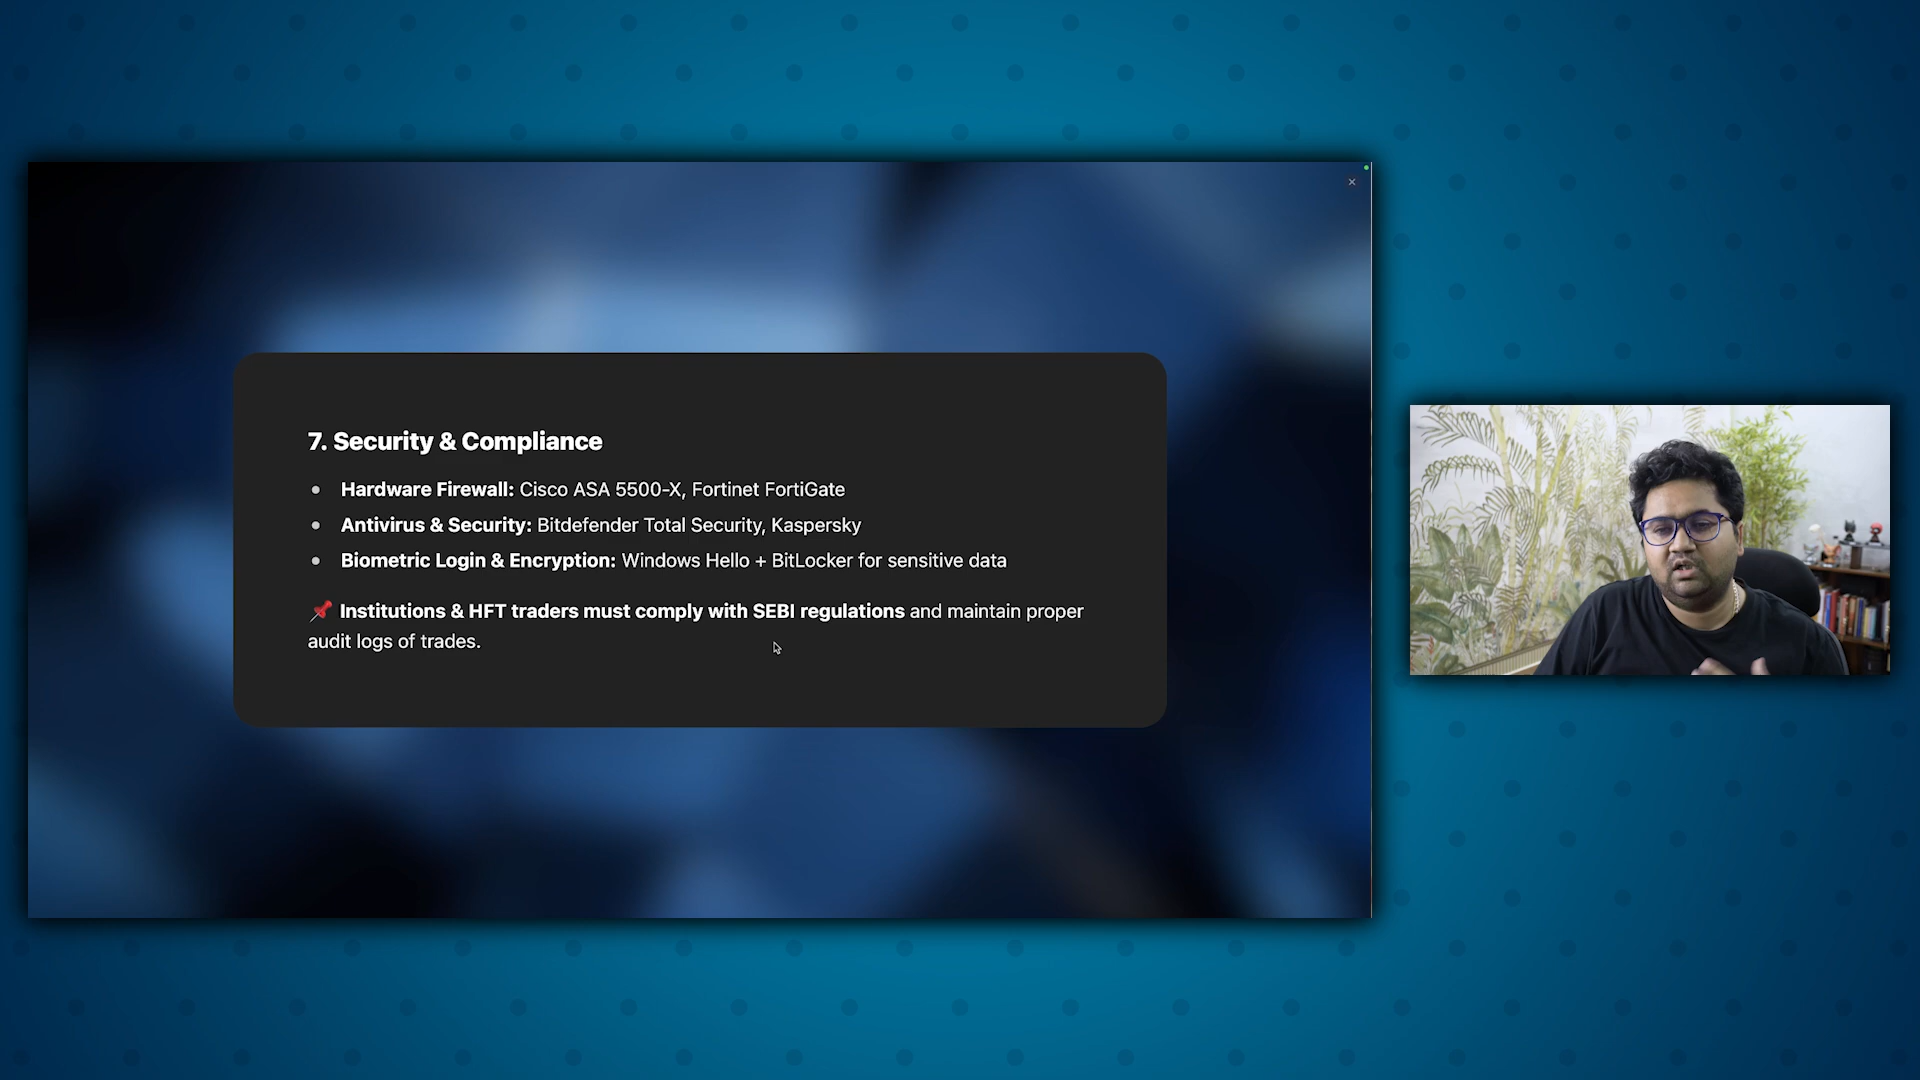 7. Security & Compliance
• Hardware Firewall: Cisco ASA 5500-X, Fortinet FortiGate
• Antivirus & Security: Bitdefender Total Security, Kaspersky
• Biometric Login & Encryption: Windows Hello + BitLocker for sensitive data
📌 Institutions & HFT traders must comply with SEBI regulations and maintain proper
audit logs of trades.